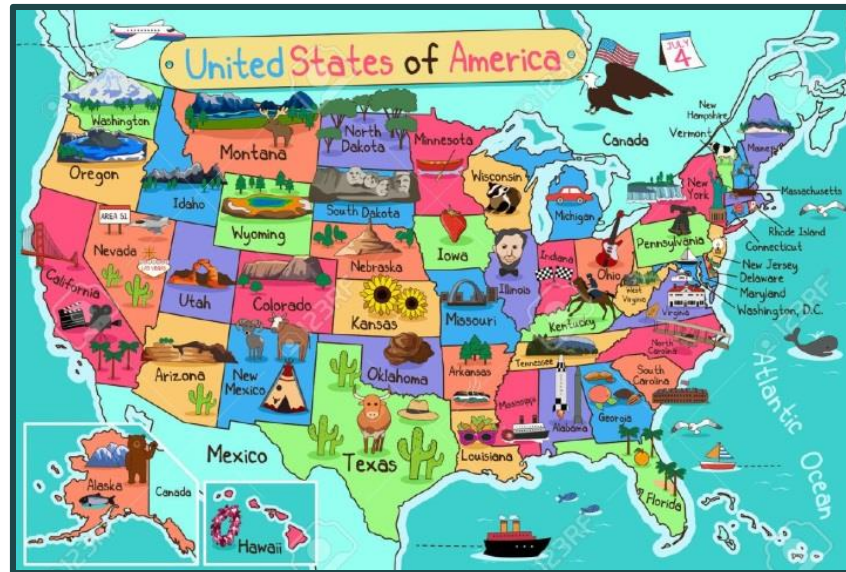 United States of America
JULY
4
Washington
Montana
North
Dakota
Minnesota
Canada
New
Hampshire
Vermont
Maine
Oregon
Idaho
Wisconsin
New
York
Massachusetts
South Dakota
Michigan
AREA 51
Wyoming
Iowa
Pennsylvania
Rhode Island
Connecticut
Nevada
LAS VEGAS
Nebraska
Illinois
Indiana
Ohio
New Jersey
Delaware
California
Utah
Colorado
Kansas
Missouri
West
Virginia
Virginia
Maryland
Washington, D.C.
Kentucky
North
Carolina
Arizona
New
Mexico
Oklahoma
Arkansas
Tennessee
South
Carolina
Mississippi
Alabama
Georgia
Atlantic Ocean
Mexico
Texas
Louisiana
Florida
Alaska
Canada
Hawaii
123RF